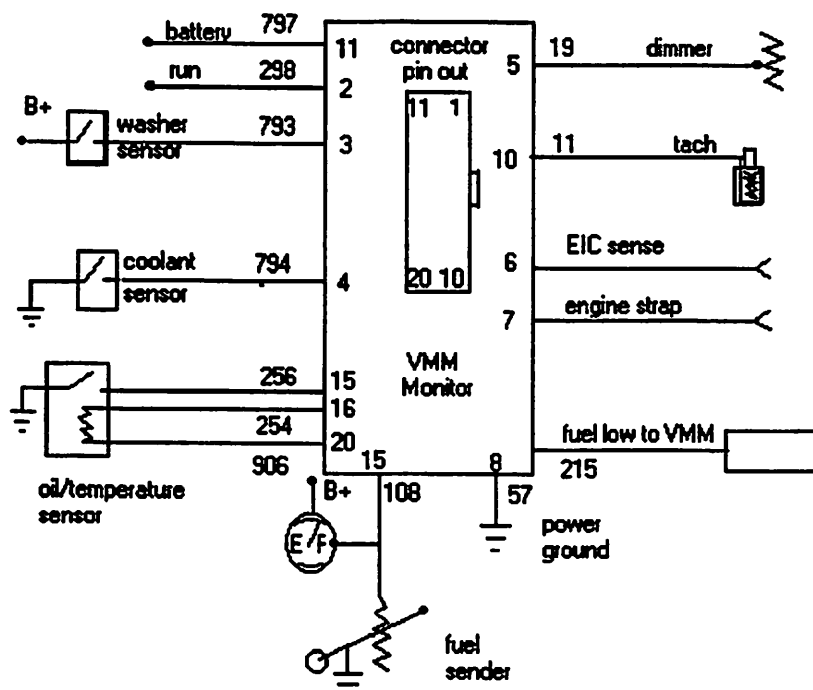 battery 797
11
run 298
2
B+
washer
sensor
793
3
coolant
sensor
794
4
256
15
16
254
20
906
oil/temperature
sensor
connector
pin out
11 1
20 10
VMM
Monitor
5
19 dimmer
10
11 tach
6
EIC sense
7
engine strap
fuel low to VMM
215
15
108
8
57
power
ground
B+
E F
fuel
sender